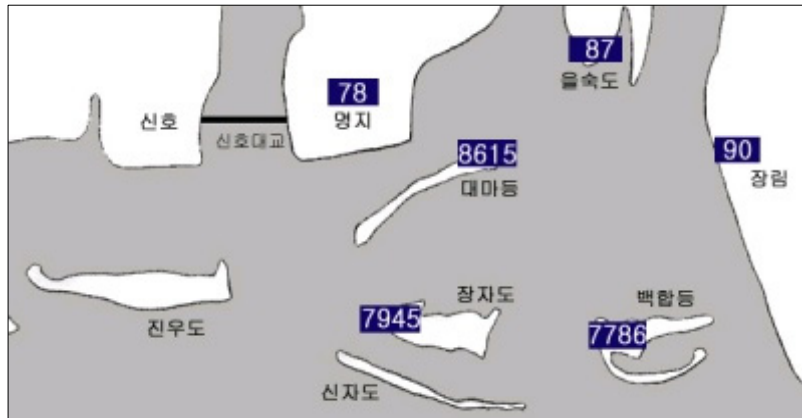 87
을숙도
78
신호
명지
신호대교
8615
대마등
90
장림
진우도
장자도
7945
백합등
7786
신자도